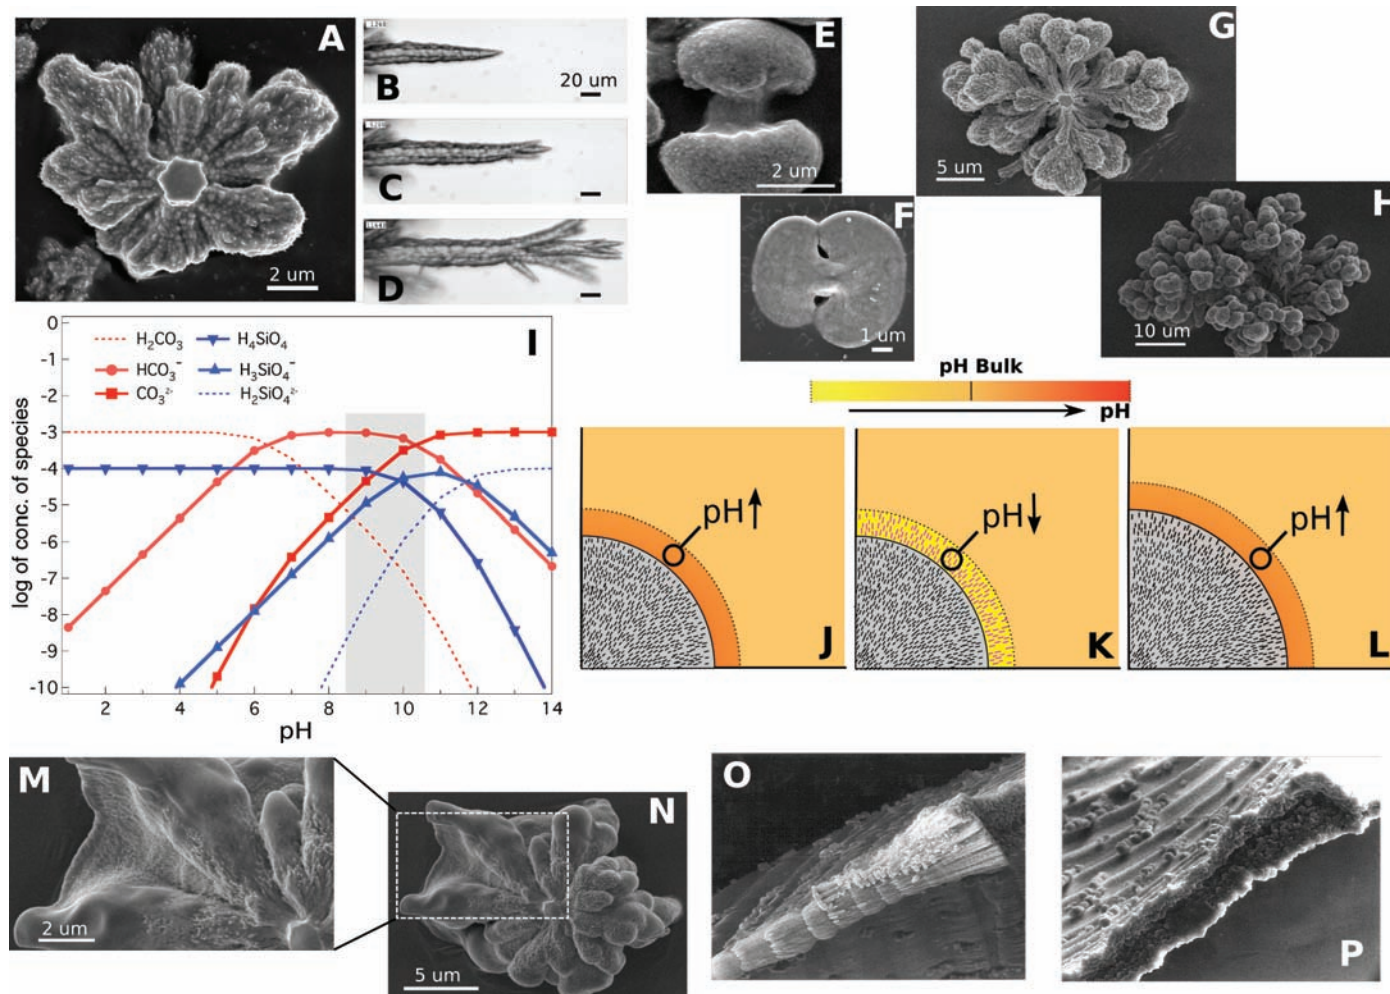 A
2 um
B
20 um
C
D
E
2 um
F
1 um
G
5 um
H
10 um
I
H₂CO₃
HCO₃⁻
CO₃²⁻
H₄SiO₄
H₃SiO₄⁻
H₂SiO₄²⁻
log of conc. of species
0
-1
-2
-3
-4
-5
-6
-7
-8
-9
-10
2 4 6 8 10 12 14
pH
pH Bulk
pH
pH↑
J
pH↓
K
pH↑
L
M
2 um
N
5 um
O
P